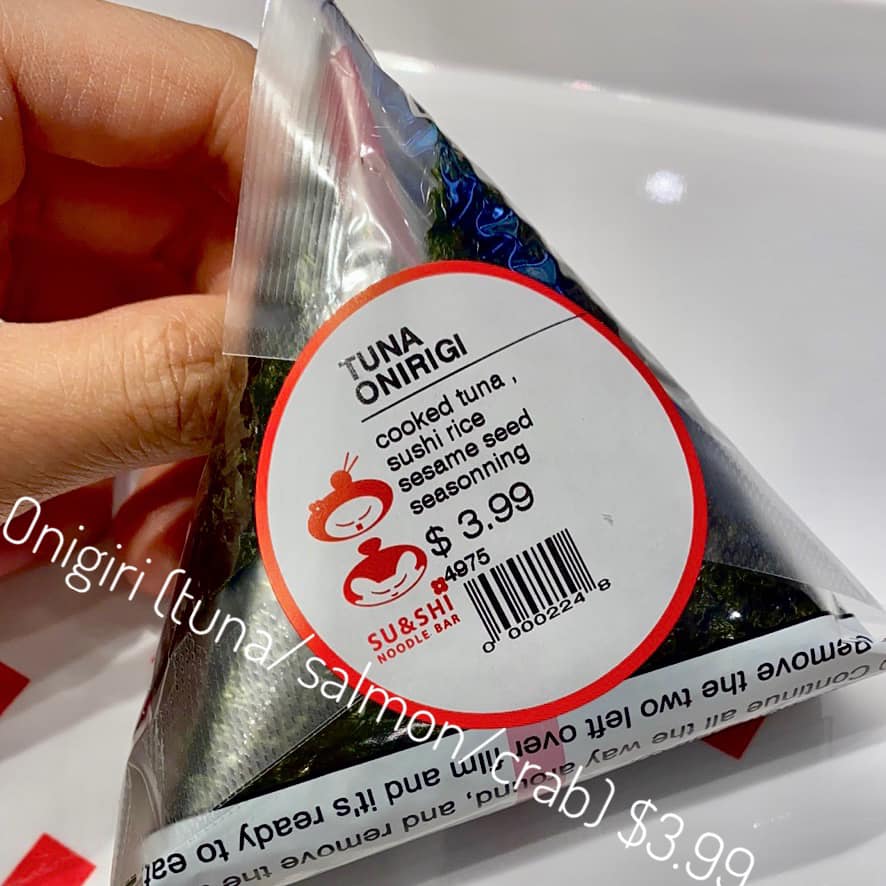 TUNA
ONIRIGI
cooked tuna ,
sushi rice
sesame seed
seasonning
$ 3.99
4975
0 000224 8
SU&SHI
NOODLE BAR
Onigiri (tuna/salmon/crab) $3.99
Remove the two left over film and it's ready to eat
Continue all the way around, and remove the